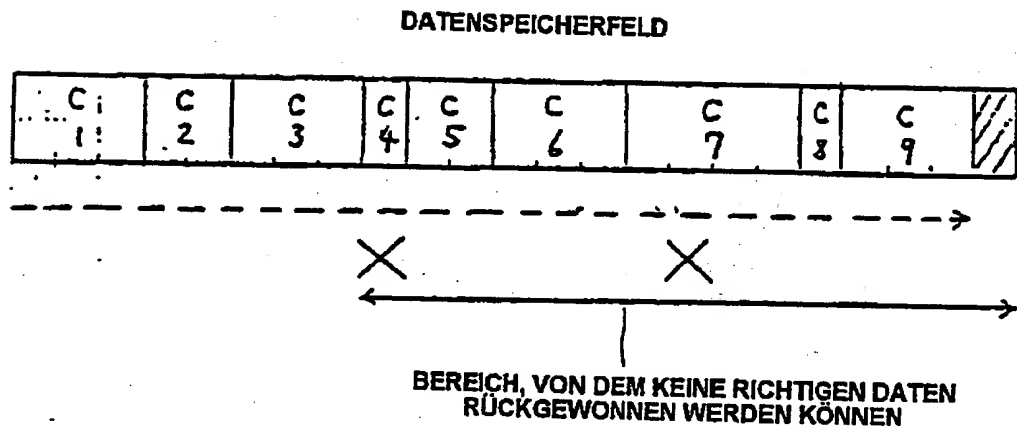 DATENSPEICHERFELD
C 1 C 2 C 3 C 4 C 5 C 6 C 7 C 8 C 9
BEREICH, VON DEM KEINE RICHTIGEN DATEN
RÜCKGEWONNEN WERDEN KÖNNEN